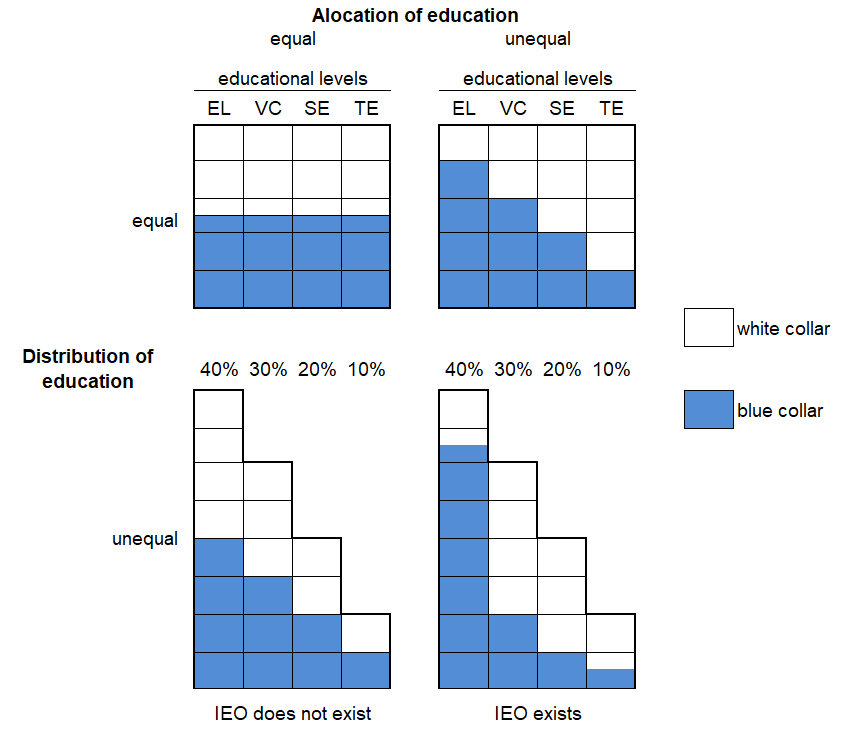 Alocation of education
equal unequal
educational levels educational levels
EL VC SE TE EL VC SE TE
equal
white collar
Distribution of
education
40% 30% 20% 10% 40% 30% 20% 10%
blue collar
unequal
IEO does not exist IEO exists